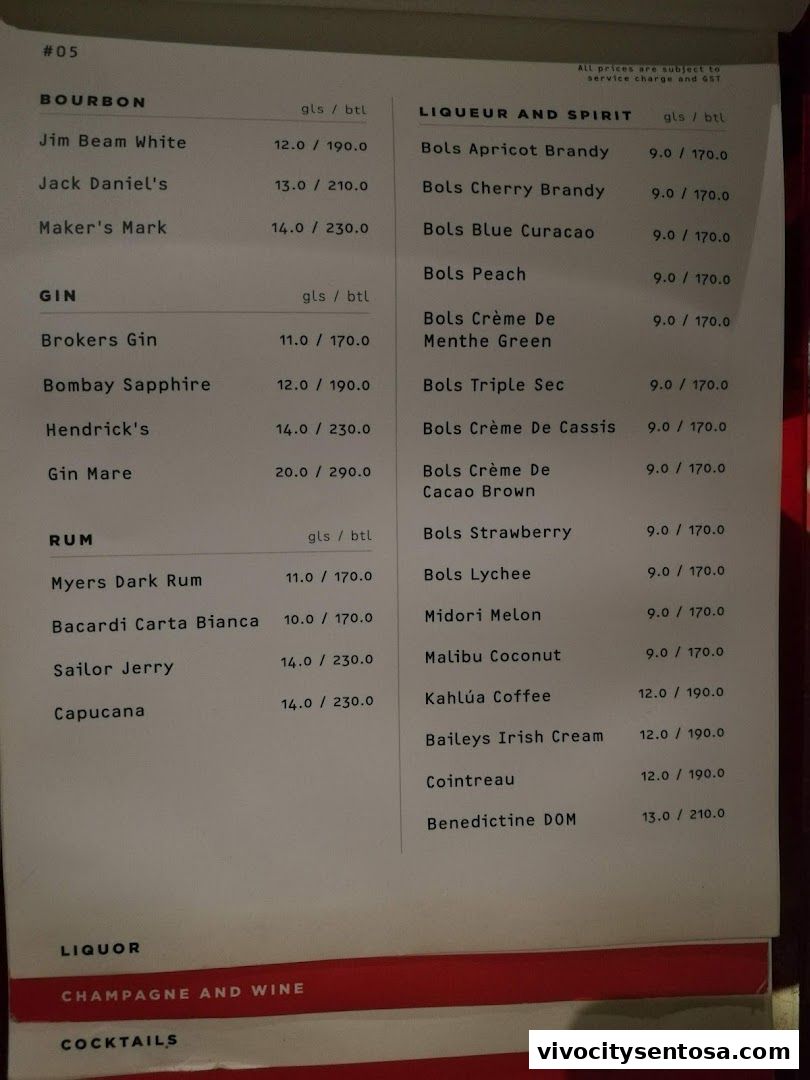 #05
All prices are subject to
service charge and GST
BOURBON gls / btl
Jim Beam White 12.0 / 190.0
Jack Daniel's 13.0 / 210.0
Maker's Mark 14.0 / 230.0
GIN gls / btl
Brokers Gin 11.0 / 170.0
Bombay Sapphire 12.0 / 190.0
Hendrick's 14.0 / 230.0
Gin Mare 20.0 / 290.0
RUM gls / btl
Myers Dark Rum 11.0 / 170.0
Bacardi Carta Bianca 10.0 / 170.0
Sailor Jerry 14.0 / 230.0
Capucana 14.0 / 230.0
LIQUEUR AND SPIRIT gls / btl
Bols Apricot Brandy 9.0 / 170.0
Bols Cherry Brandy 9.0 / 170.0
Bols Blue Curacao 9.0 / 170.0
Bols Peach 9.0 / 170.0
Bols Crème De 9.0 / 170.0
Menthe Green
Bols Triple Sec 9.0 / 170.0
Bols Crème De Cassis 9.0 / 170.0
Bols Crème De 9.0 / 170.0
Cacao Brown
Bols Strawberry 9.0 / 170.0
Bols Lychee 9.0 / 170.0
Midori Melon 9.0 / 170.0
Malibu Coconut 9.0 / 170.0
Kahlúa Coffee 12.0 / 190.0
Baileys Irish Cream 12.0 / 190.0
Cointreau 12.0 / 190.0
Benedictine DOM 13.0 / 210.0
LIQUOR
CHAMPAGNE AND WINE
COCKTAILS
vivocitysentosa.com